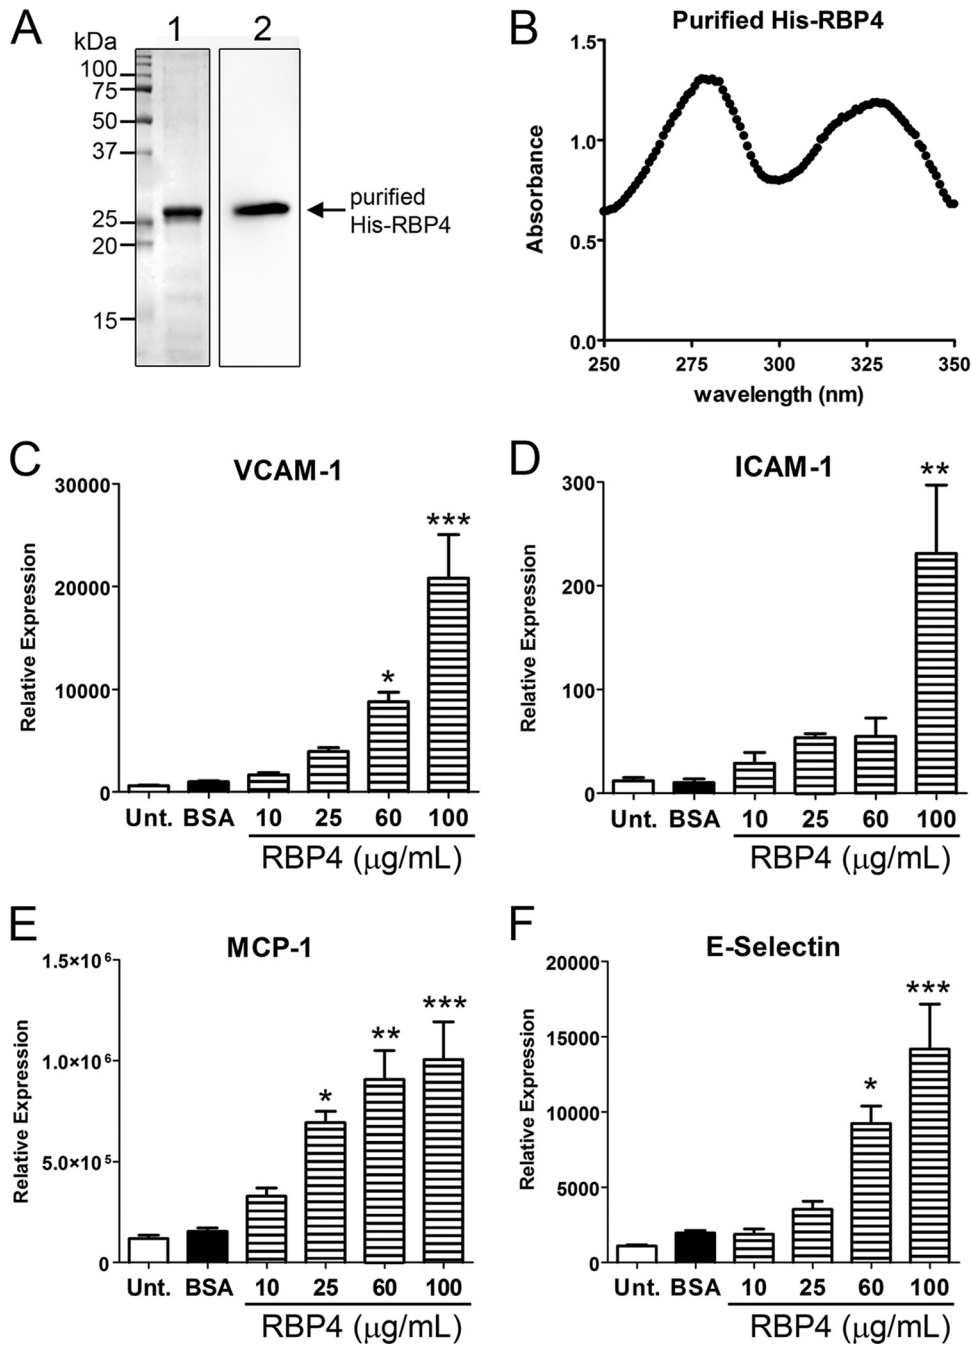 A
1
2
kDa
100
75
50
37
25
20
15
purified
His-RBP4
B
Purified His-RBP4
Absorbance
1.5
1.0
0.5
0.0
250 275 300 325 350
wavelength (nm)
C
VCAM-1
Relative Expression
30000
20000
10000
0
*
***
Unt. BSA 10 25 60 100
RBP4 (μg/mL)
D
ICAM-1
Relative Expression
300
200
100
0
**
Unt. BSA 10 25 60 100
RBP4 (μg/mL)
E
MCP-1
Relative Expression
1.5×10⁶
1.0×10⁶
5.0×10⁵
0
*
**
***
Unt. BSA 10 25 60 100
RBP4 (μg/mL)
F
E-Selectin
Relative Expression
20000
15000
10000
5000
0
*
***
Unt. BSA 10 25 60 100
RBP4 (μg/mL)